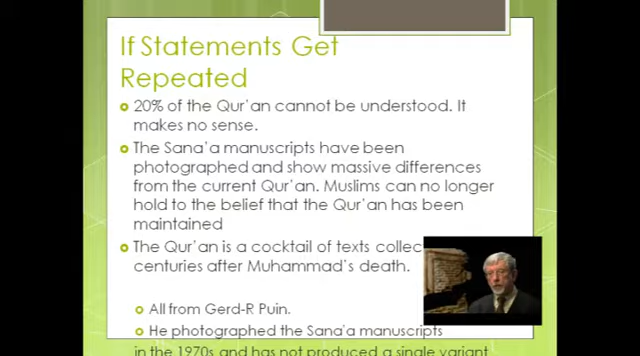 If Statements Get
Repeated
20% of the Qur'an cannot be understood. It
makes no sense.
The Sana'a manuscripts have been
photographed and show massive differences
from the current Qur'an. Muslims can no longer
hold to the belief that the Qur'an has been
maintained
The Qur'an is a cocktail of texts collec
centuries after Muhammad's death.
All from Gerd-R Puin.
He photographed the Sana'a manuscripts
in the 1970s and has not produced a single variant